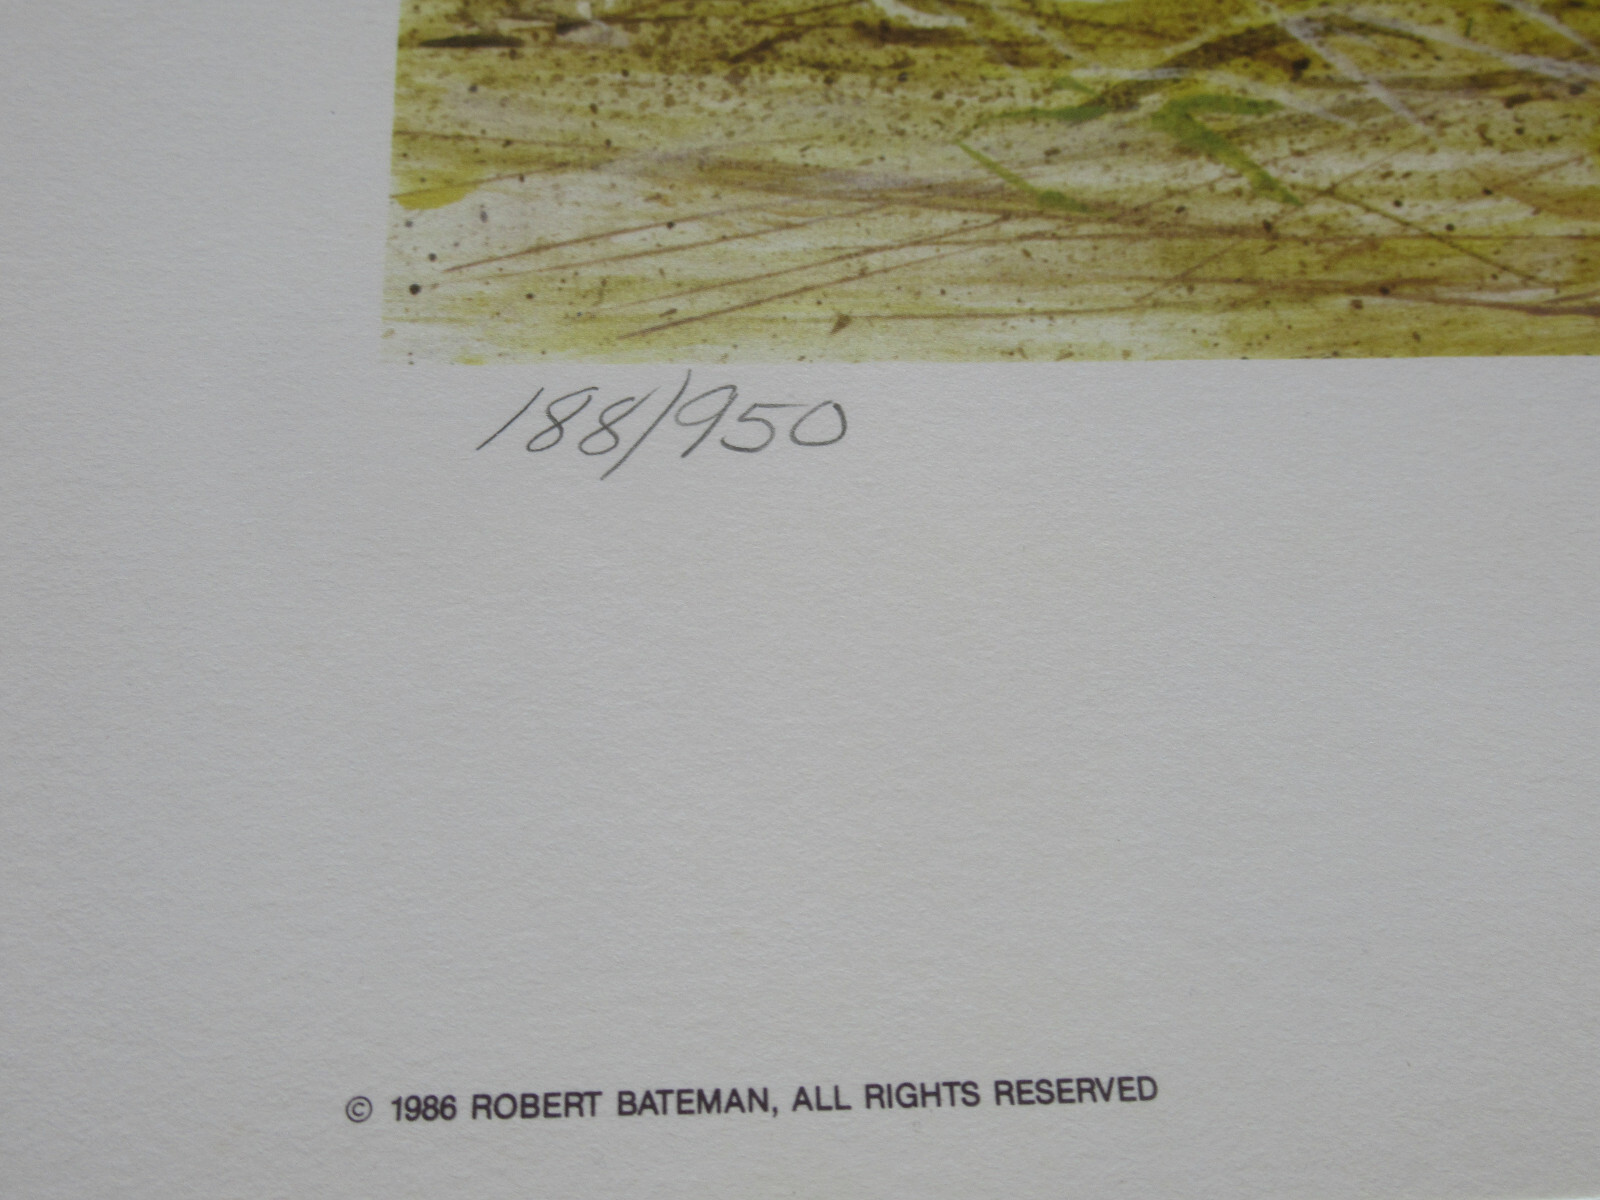 188/950
© 1986 ROBERT BATEMAN, ALL RIGHTS RESERVED